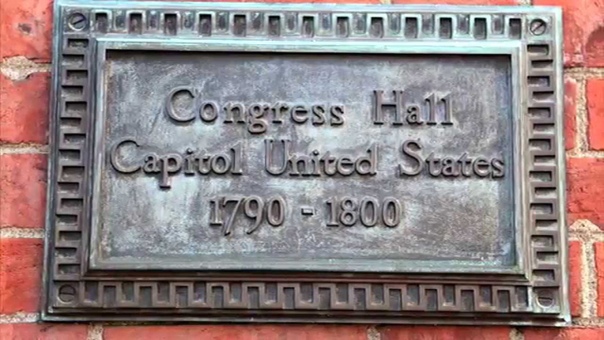 Congress Hall
Capitol United States
1790 - 1800